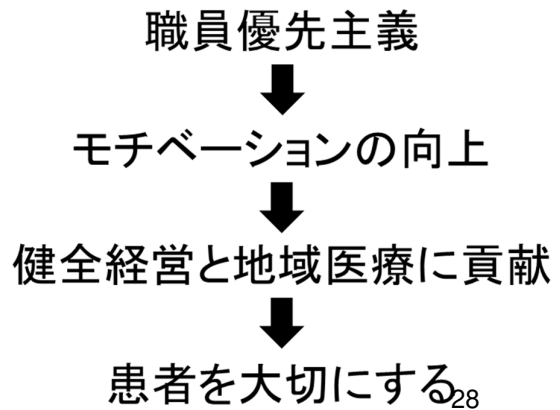 職員優先主義
モチベーションの向上
健全経営と地域医療に貢献
患者を大切にする
28